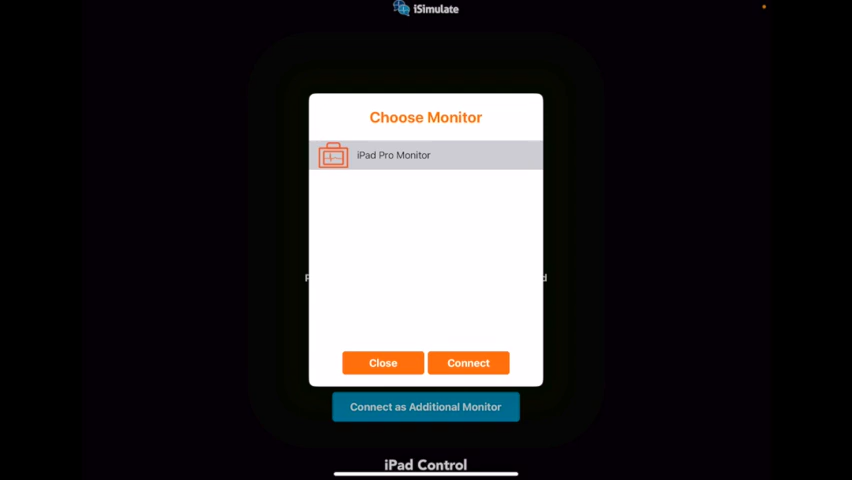 iSimulate
Choose Monitor
iPad Pro Monitor
Close
Connect
Connect as Additional Monitor
iPad Control